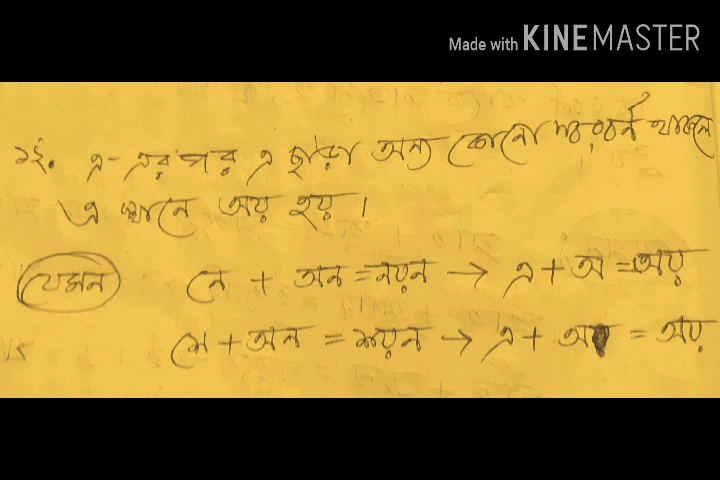 Made with KINEMASTER
১২. এ-এর পর এ ছাড়া অন্য কোনো স্বরবর্ন থাকলে
এ স্থানে অয় হয়।
যেমন নে + অন = নয়ন → এ + অ = অয়
শে + অন = শয়ন → এ + অ = অয়